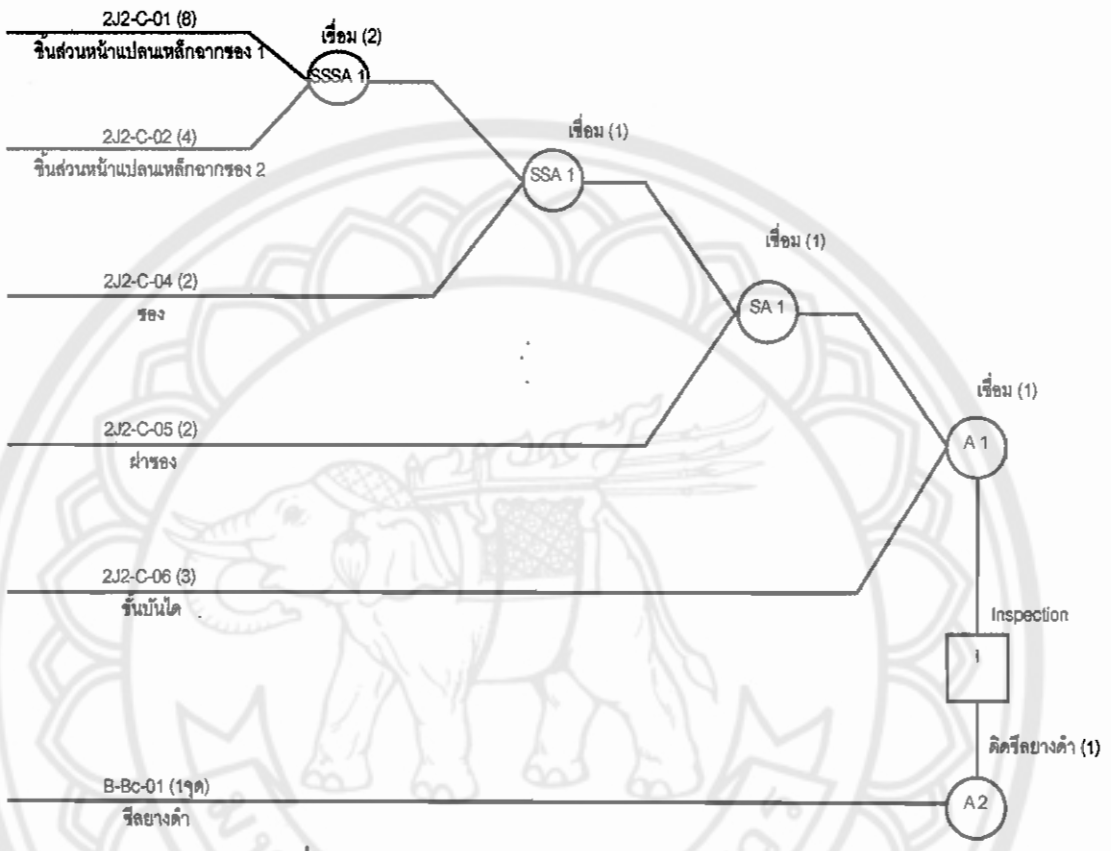 2J2-C-01 (8)
ชิ้นส่วนหน้าแปลนเหล็กฉากซอง 1
เชื่อม (2)
SSSA 1
2J2-C-02 (4)
ชิ้นส่วนหน้าแปลนเหล็กฉากซอง 2
เชื่อม (1)
SSA 1
เชื่อม (1)
2J2-C-04 (2)
ซอง
SA 1
เชื่อม (1)
2J2-C-05 (2)
ฝาซอง
A 1
2J2-C-06 (3)
ขั้นบันได
Inspection
I
ติดซีลยางดำ (1)
B-Bc-01 (1ชุด)
ซีลยางดำ
A 2